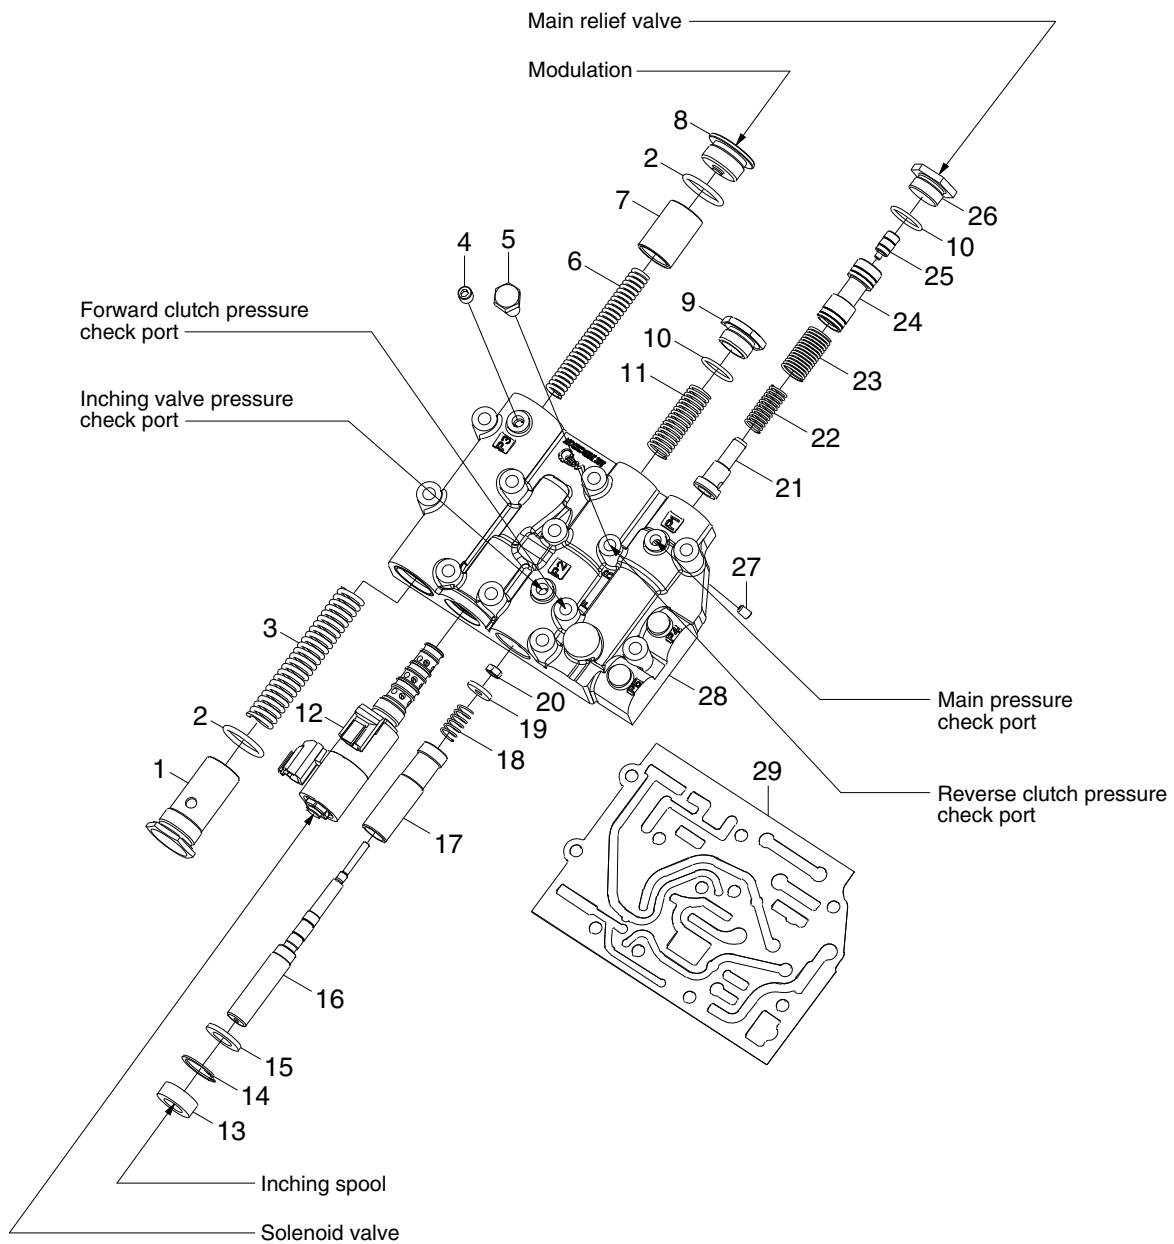 Main relief valve
Modulation
8
2
7
26
10
4
5
6
25
9
24
Forward clutch pressure
check port
10
23
11
Inching valve pressure
check port
22
P3
21
P1
P2
R
27
F
3
20
28
2
12
19
Main pressure
check port
18
1
29
Reverse clutch pressure
check port
17
16
15
14
13
Inching spool
Solenoid valve